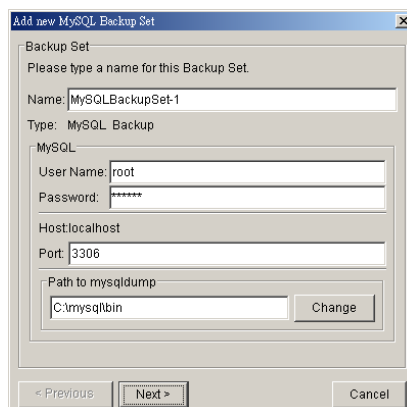 Add new MySQL Backup Set
Backup Set
Please type a name for this Backup Set.
Name: MySQLBackupSet-1
Type: MySQL Backup
MySQL
User Name: root
Password: ******
Host:localhost
Port: 3306
Path to mysqldump
C:\mysql\bin Change
< Previous Next > Cancel